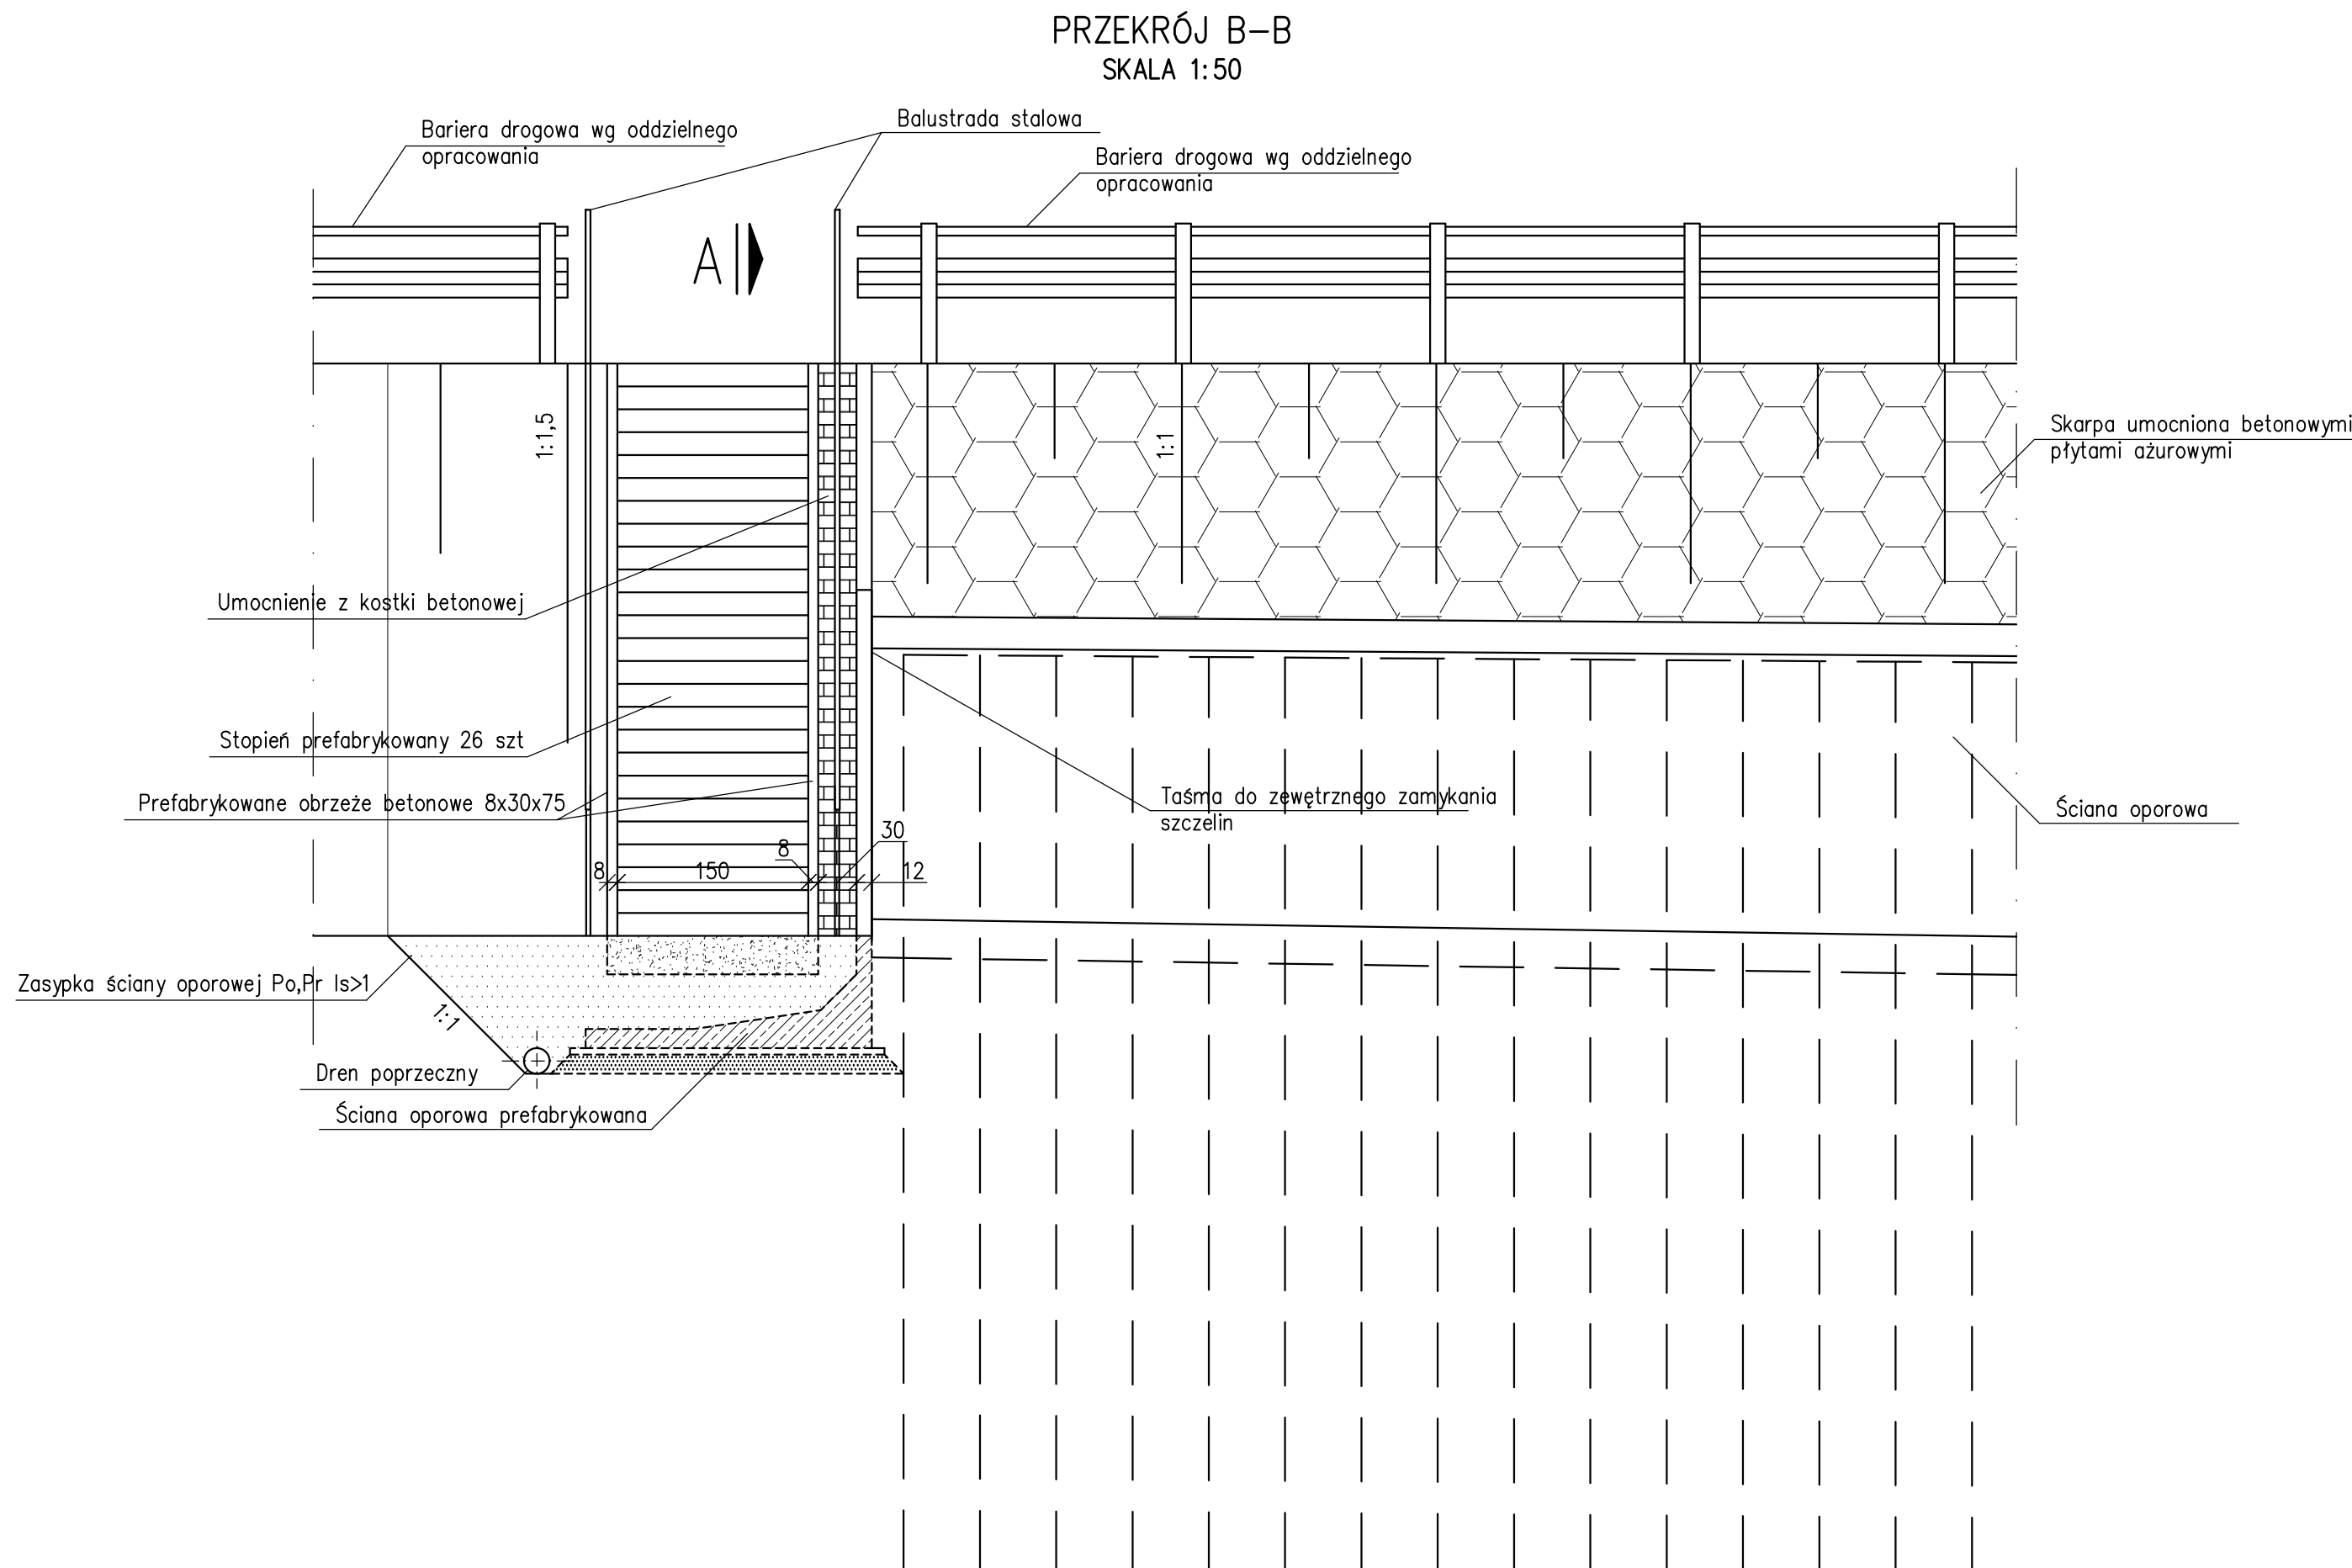 PRZEKRÓJ B-B
SKALA 1:50
Balustrada stalowa
Bariera drogowa wg oddzielnego
opracowania
Bariera drogowa wg oddzielnego
opracowania
A
1:1,5
1:1
Skarpa umocniona betonowymi
płytami ażurowymi
Umocnienie z kostki betonowej
Stopień prefabrykowany 26 szt
Prefabrykowane obrzeże betonowe 8x30x75
Taśma do zewętrznego zamykania
szczelin
Ściana oporowa
8
150
8
30
12
Zasypka ściany oporowej Po,Pr Is>1
1:1
Dren poprzeczny
Ściana oporowa prefabrykowana